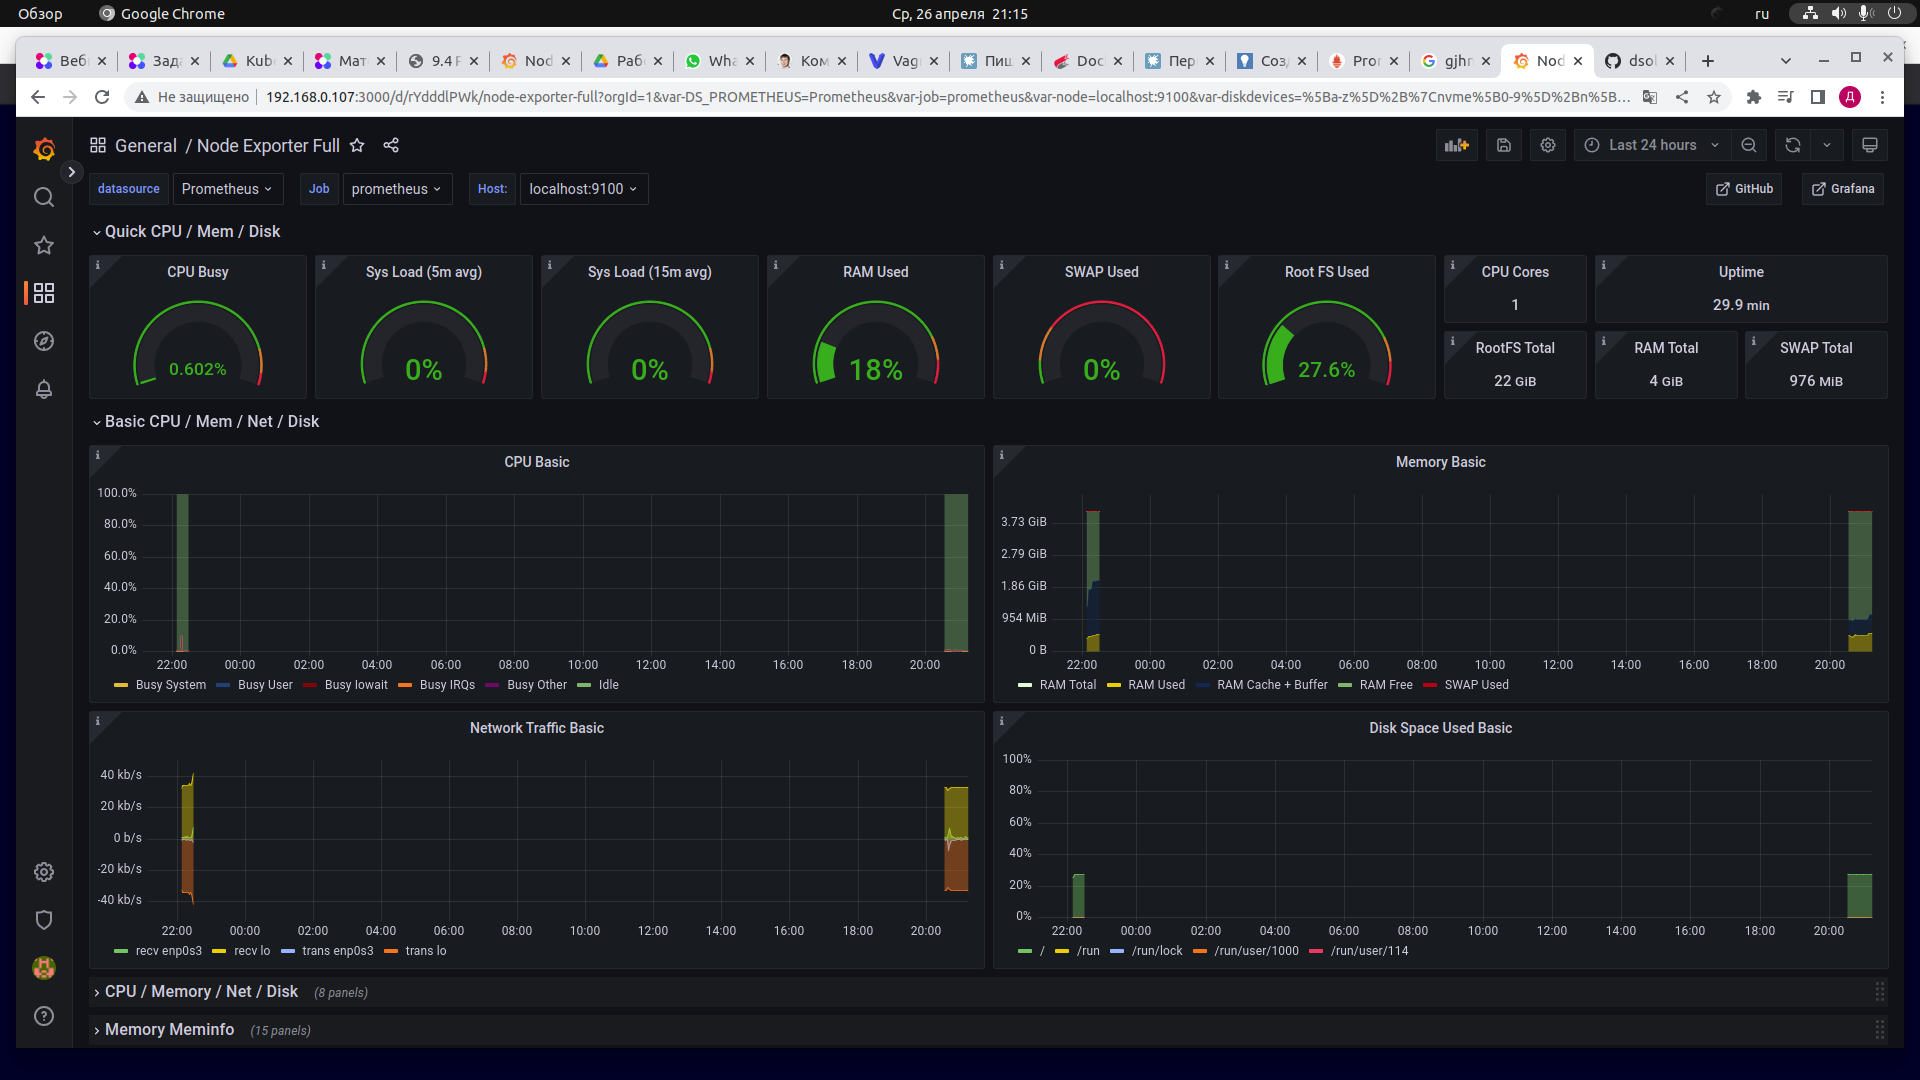 Обзор Google Chrome Ср, 26 апреля 21:15 ru
Веб Зада Kub Мат 9.4 F Nod Раб Wha Ком Vag Пиш Doc Пер Соз Pro gjhr Nod dsol
Не защищено 192.168.0.107:3000/d/rYdddlPWk/node-exporter-full?orgId=1&var-DS_PROMETHEUS=Prometheus&var-job=prometheus&var-node=localhost:9100&var-diskdevices=%5Ba-z%5D%2B%7Cnvme%5B0-9%5D%2Bn%5B... Д
General / Node Exporter Full Last 24 hours
datasource Prometheus Job prometheus Host: localhost:9100 GitHub Grafana
Quick CPU / Mem / Disk
CPU Busy Sys Load (5m avg) Sys Load (15m avg) RAM Used SWAP Used Root FS Used CPU Cores Uptime
1 29.9 min
RootFS Total RAM Total SWAP Total
0.602% 0% 0% 18% 0% 27.6% 22 GiB 4 GiB 976 MiB
Basic CPU / Mem / Net / Disk
CPU Basic
100.0%
80.0%
60.0%
40.0%
20.0%
0.0%
22:00 00:00 02:00 04:00 06:00 08:00 10:00 12:00 14:00 16:00 18:00 20:00
Busy System Busy User Busy Iowait Busy IRQs Busy Other Idle
Memory Basic
3.73 GiB
2.79 GiB
1.86 GiB
954 MiB
0 B
22:00 00:00 02:00 04:00 06:00 08:00 10:00 12:00 14:00 16:00 18:00 20:00
RAM Total RAM Used RAM Cache + Buffer RAM Free SWAP Used
Network Traffic Basic
40 kb/s
20 kb/s
0 b/s
-20 kb/s
-40 kb/s
22:00 00:00 02:00 04:00 06:00 08:00 10:00 12:00 14:00 16:00 18:00 20:00
recv enp0s3 recv lo trans enp0s3 trans lo
Disk Space Used Basic
100%
80%
60%
40%
20%
0%
22:00 00:00 02:00 04:00 06:00 08:00 10:00 12:00 14:00 16:00 18:00 20:00
/ /run /run/lock /run/user/1000 /run/user/114
CPU / Memory / Net / Disk (8 panels)
Memory Meminfo (15 panels)